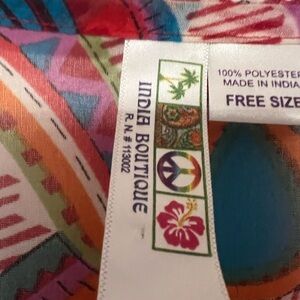 INDIA BOUTIQUE
R. N. # 113002
100% POLYESTER
MADE IN INDIA
FREE SIZE